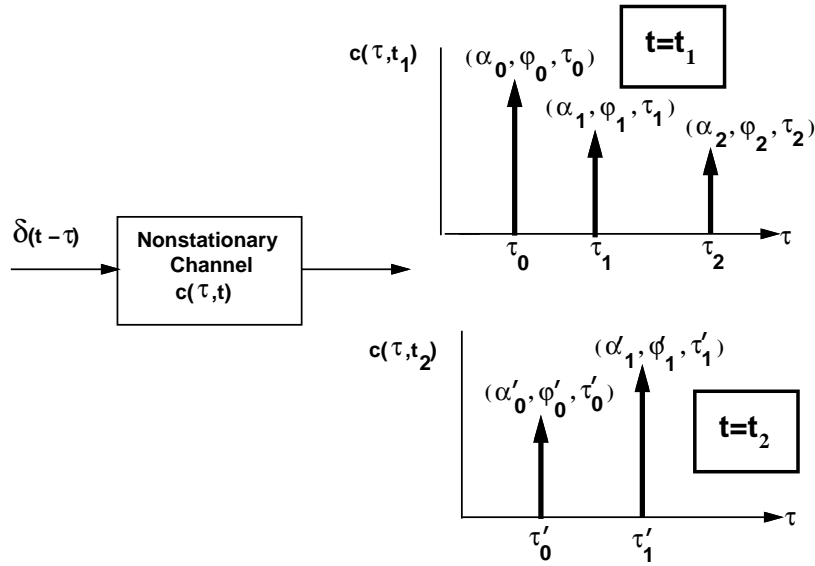 c(τ,t₁)
(α₀,φ₀,τ₀)
t=t₁
(α₁,φ₁,τ₁)
(α₂,φ₂,τ₂)
τ₀
τ₁
τ₂
τ
δ(t − τ)
Nonstationary
Channel
c(τ,t)
c(τ,t₂)
(α′₀,φ′₀,τ′₀)
(α′₁,φ′₁,τ′₁)
t=t₂
τ′₀
τ′₁
τ